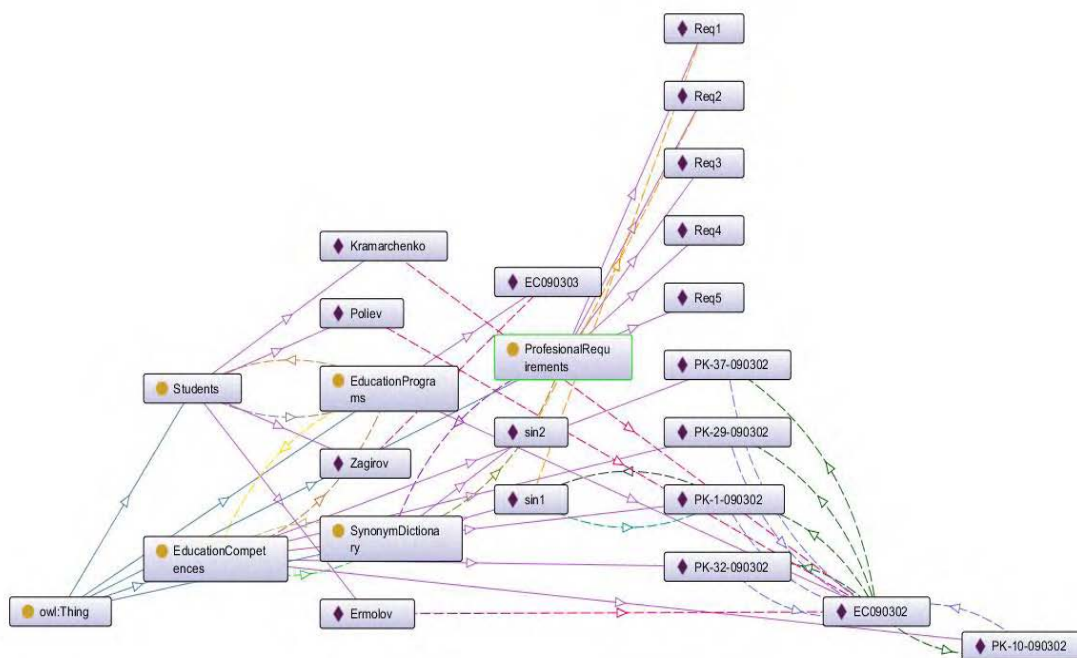 Req1
Req2
Req3
Req4
Kramarchenko
EC090303
Req5
Poliev
ProfesionalRequ
irements
PK-37-090302
Students
EducationProgra
ms
sin2
PK-29-090302
Zagirov
sin1
PK-1-090302
SynonymDictiona
ry
EducationCompet
ences
PK-32-090302
owl:Thing
Ermolov
EC090302
PK-10-090302